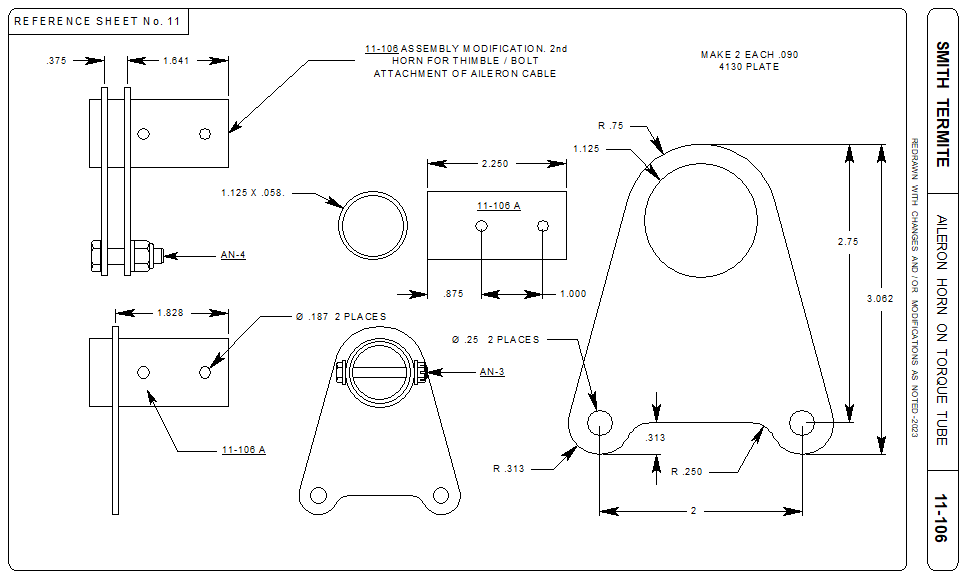 REFERENCE SHEET No. 11
.375
1.641
11-106 ASSEMBLY MODIFICATION. 2nd
HORN FOR THIMBLE / BOLT
ATTACHMENT OF AILERON CABLE
MAKE 2 EACH .090
4130 PLATE
R .75
1.125
2.250
1.125 X .058.
11-106 A
AN-4
.875
1.000
2.75
3.062
1.828
Ø .187 2 PLACES
Ø .25 2 PLACES
AN-3
11-106 A
.313
R .313
R .250
2
SMITH TERMITE
AILERON HORN ON TORQUE TUBE
11-106
REDRAWN WITH CHANGES AND/OR MODIFICATIONS AS NOTED-2023